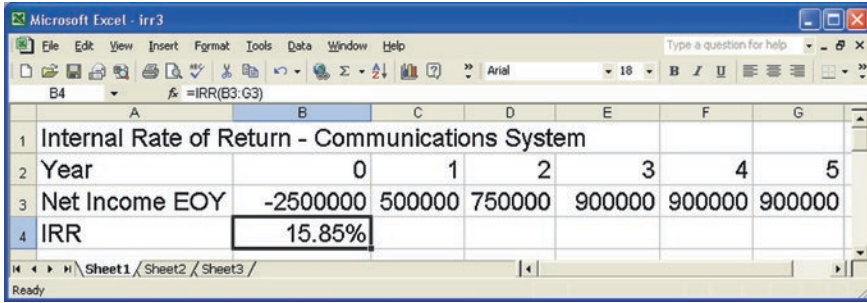 Microsoft Excel - irr3
File Edit View Insert Format Tools Data Window Help Type a question for help
Arial 18 B I U
B4 fx =IRR(B3:G3)
A B C D E F G
1 Internal Rate of Return - Communications System
2 Year 0 1 2 3 4 5
3 Net Income EOY -2500000 500000 750000 900000 900000 900000
4 IRR 15.85%
Sheet1 / Sheet2 / Sheet3 /
Ready